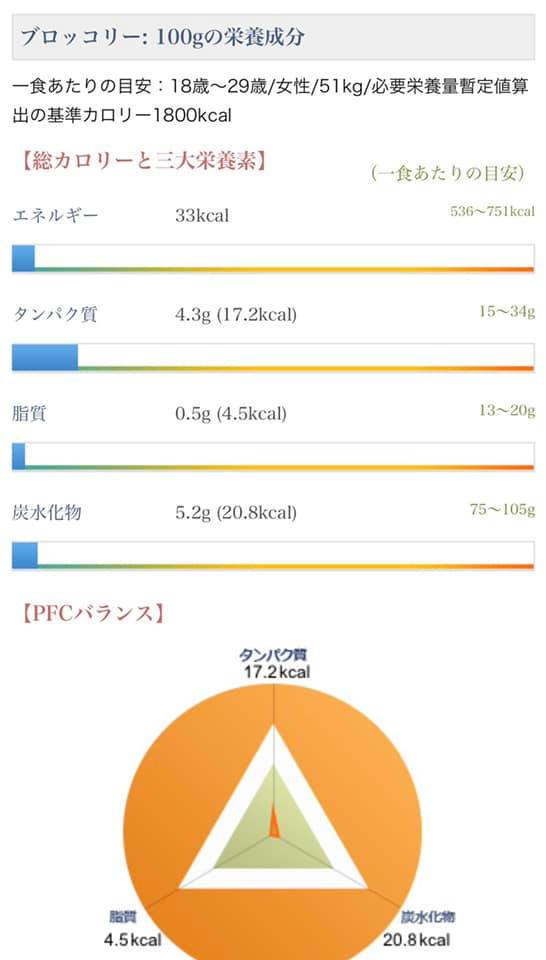 ブロッコリー: 100gの栄養成分
一食あたりの目安：18歳〜29歳/女性/51kg/必要栄養量暫定値算
出の基準カロリー1800kcal
【総カロリーと三大栄養素】
（一食あたりの目安）
エネルギー 33kcal 536〜751kcal
タンパク質 4.3g (17.2kcal) 15〜34g
脂質 0.5g (4.5kcal) 13〜20g
炭水化物 5.2g (20.8kcal) 75〜105g
【PFCバランス】
タンパク質
17.2kcal
脂質 炭水化物
4.5kcal 20.8kcal